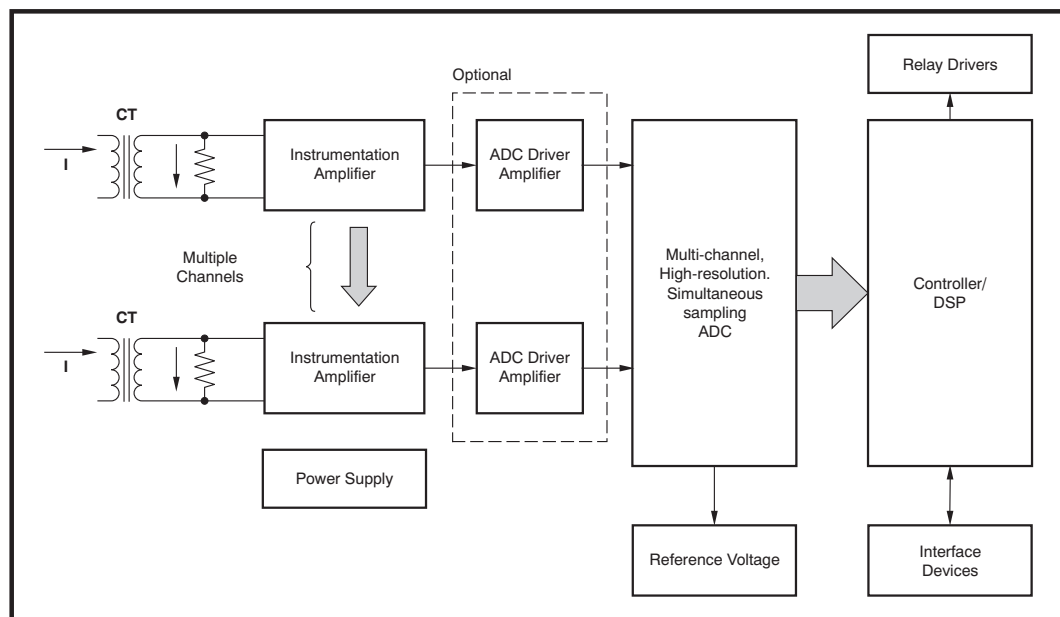 Optional
Relay Drivers
CT
I
Instrumentation
Amplifier
ADC Driver
Amplifier
Multiple
Channels
Multi-channel,
High-resolution.
Simultaneous
sampling
ADC
Controller/
DSP
CT
I
Instrumentation
Amplifier
ADC Driver
Amplifier
Power Supply
Reference Voltage
Interface
Devices